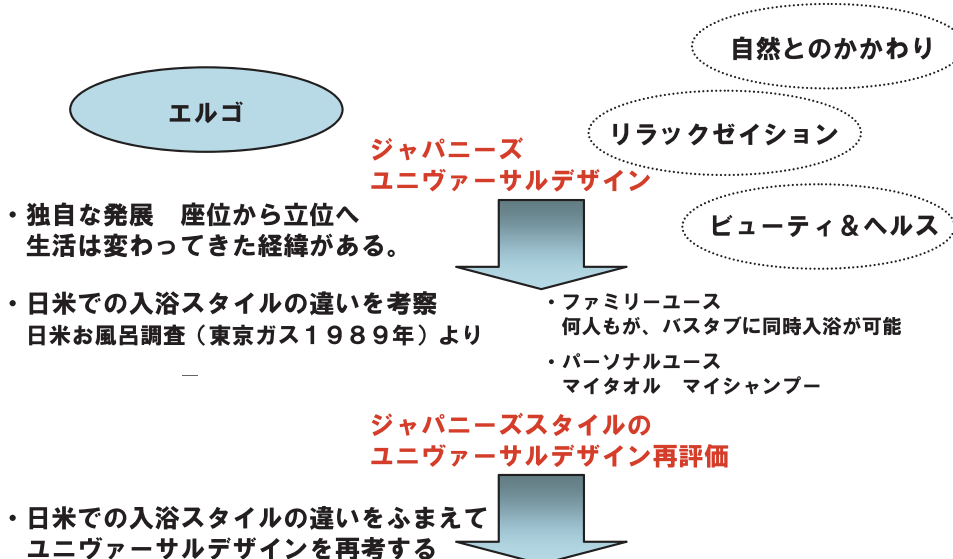 自然とのかかわり
エルゴ
リラックゼイション
ジャパニーズ
ユニヴァーサルデザイン
ビューティ＆ヘルス
・独自な発展　座位から立位へ
生活は変わってきた経緯がある。
・日米での入浴スタイルの違いを考察
日米お風呂調査（東京ガス１９８９年）より
・ファミリーユース
何人もが、バスタブに同時入浴が可能
・パーソナルユース
マイタオル　マイシャンプー
ジャパニーズスタイルの
ユニヴァーサルデザイン再評価
・日米での入浴スタイルの違いをふまえて
ユニヴァーサルデザインを再考する